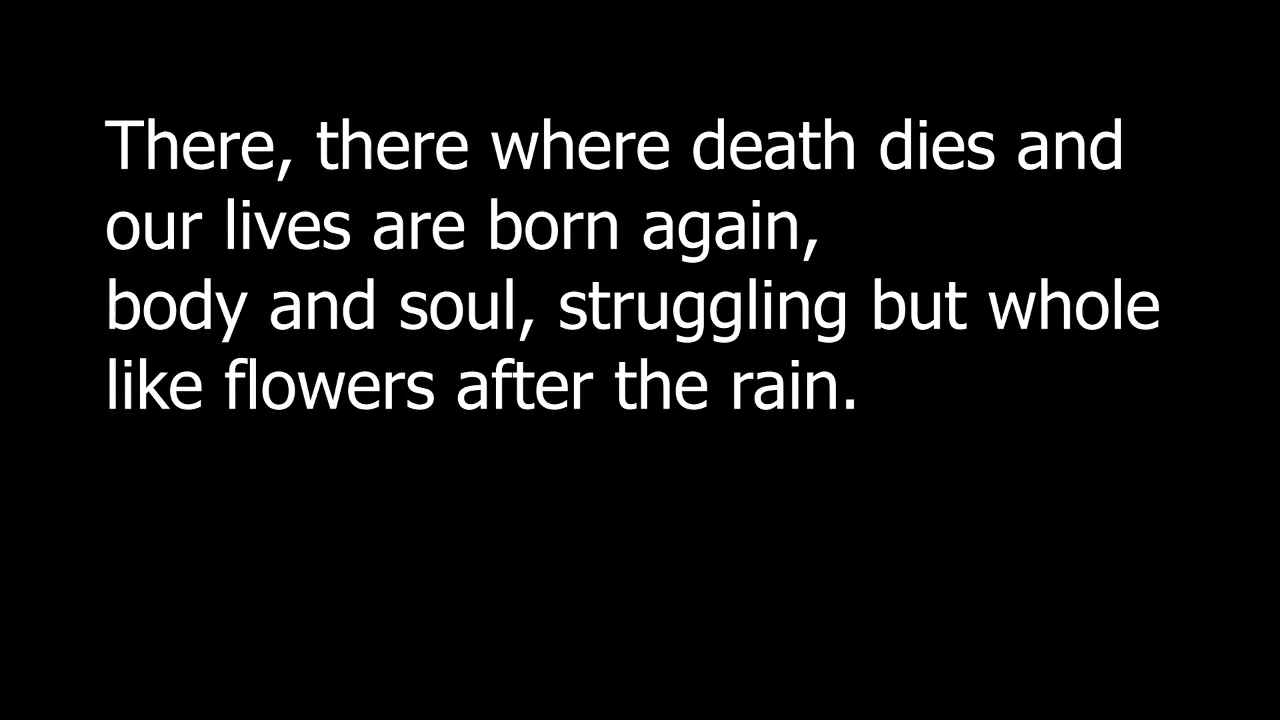 There, there where death dies and
our lives are born again,
body and soul, struggling but whole
like flowers after the rain.